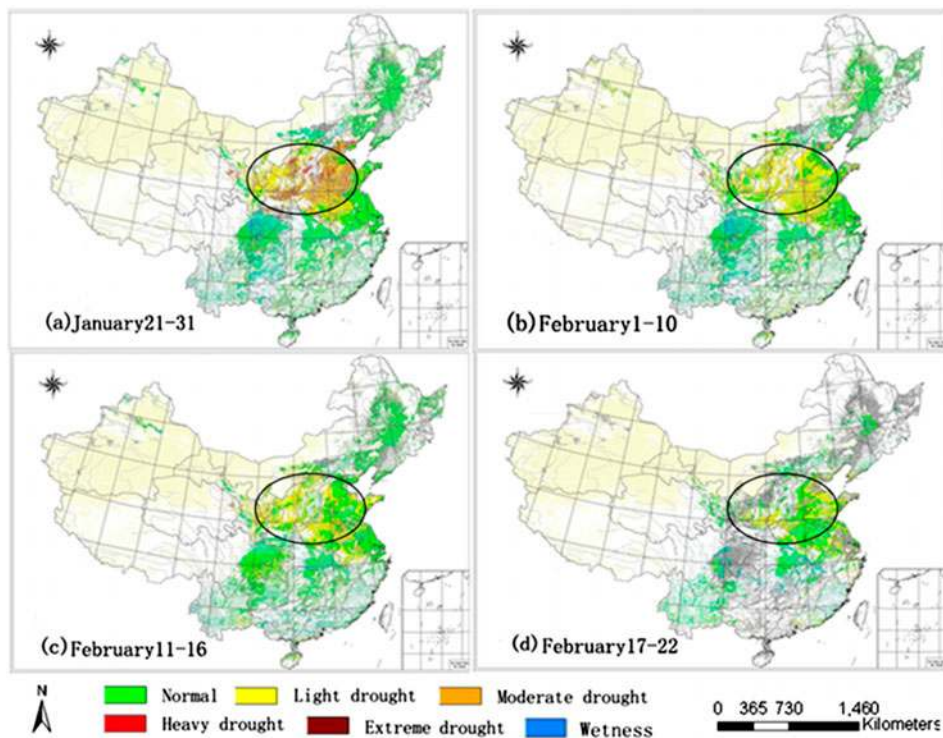 (a)January21-31
(b)February1-10
(c)February11-16
(d)February17-22
N
Normal
Light drought
Moderate drought
Heavy drought
Extreme drought
Wetness
0 365 730 1,460
Kilometers